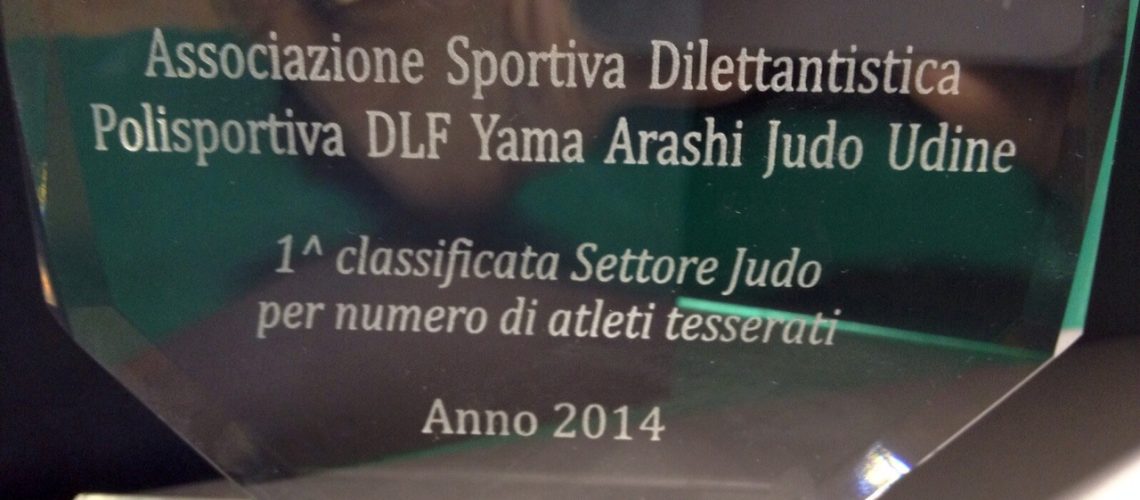 Associazione Sportiva Dilettantistica
Polisportiva DLF Yama Arashi Judo Udine
1^ classificata Settore Judo
per numero di atleti tesserati
Anno 2014